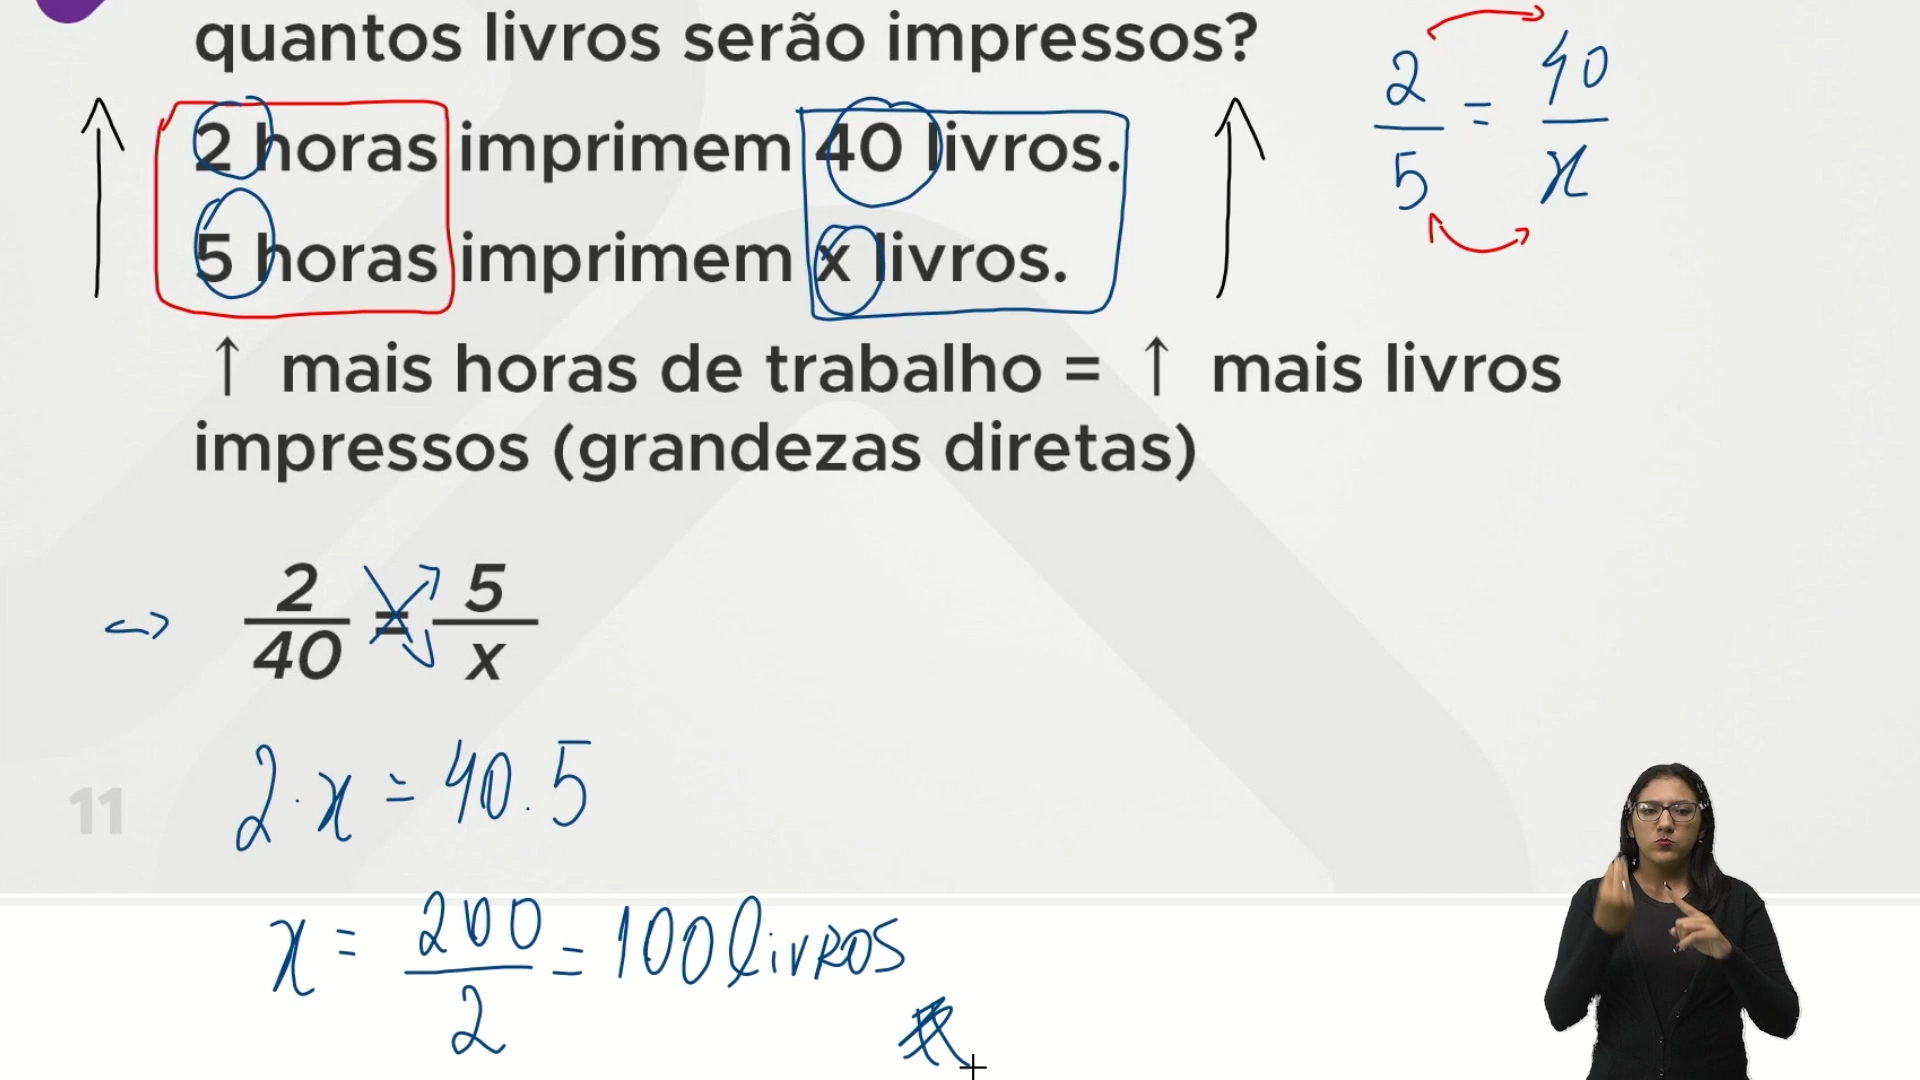 quantos livros serão impressos?
2 horas imprimem 40 livros.
5 horas imprimem x livros.
↑ mais horas de trabalho = ↑ mais livros
impressos (grandezas diretas)
2/5 = 40/x
2/40 = 5/x
2·x = 40.5
11
x = 200/2 = 100 livros